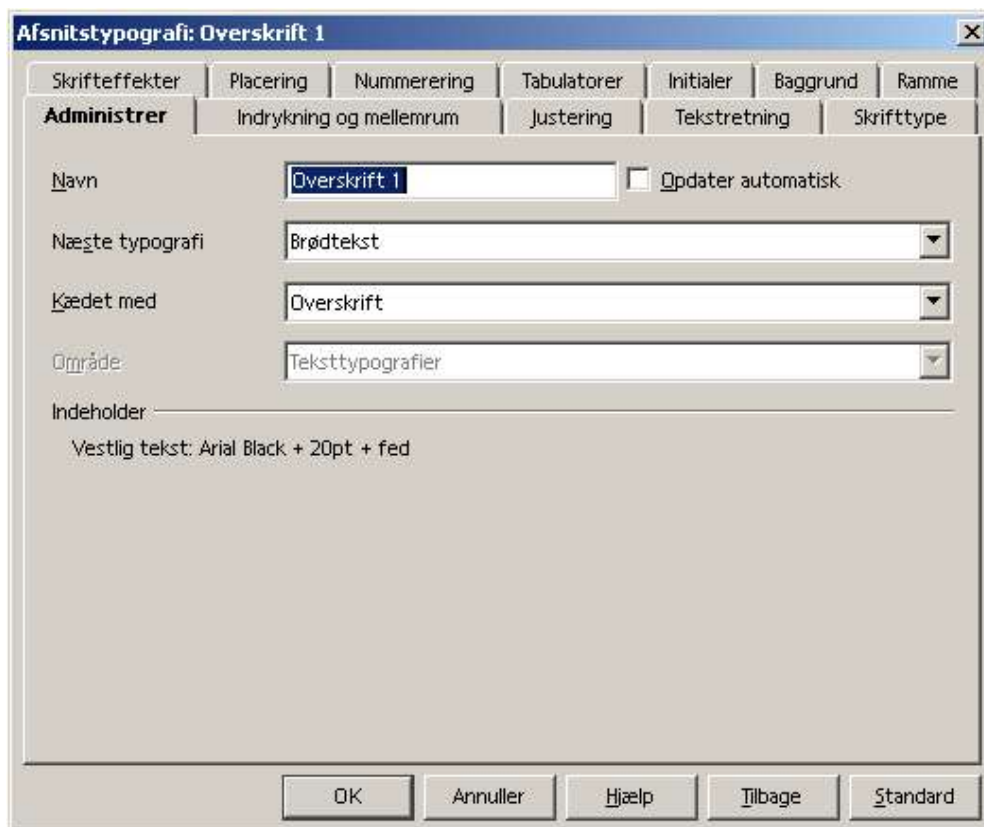 Afsnitstypografi: Overskrift 1
Skrifteffekter Placering Nummerering Tabulatorer Initialer Baggrund Ramme
Administrer Indrykning og mellemrum Justering Tekstretning Skrifttype
Navn Overskrift 1 Opdater automatisk
Næste typografi Brødtekst
Kædet med Overskrift
Område Teksttypografier
Indeholder
Vestlig tekst: Arial Black + 20pt + fed
OK Annuller Hjælp Tilbage Standard